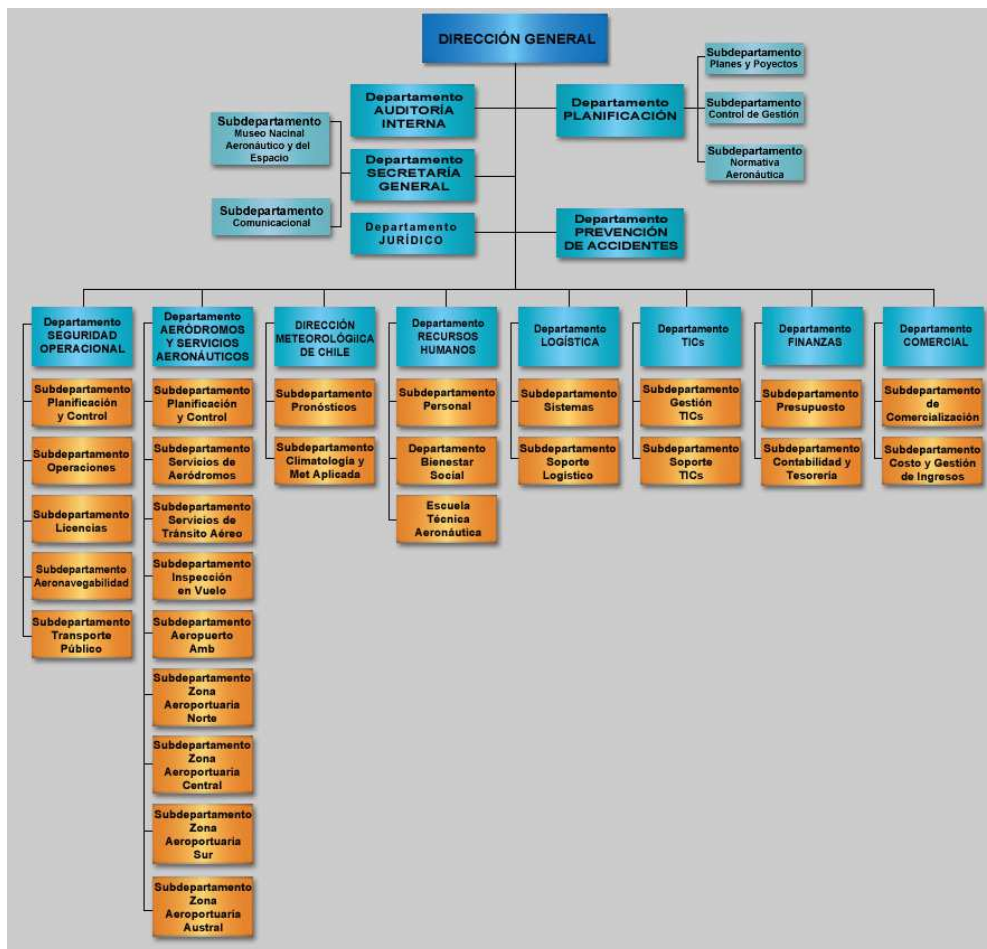 DIRECCIÓN GENERAL
Departamento
AUDITORÍA
INTERNA
Departamento
PLANIFICACIÓN
Subdepartamento
Planes y Poyectos
Subdepartamento
Control de Gestión
Subdepartamento
Normativa
Aeronáutica
Subdepartamento
Museo Nacinal
Aeronáutico y del
Espacio
Departamento
SECRETARÍA
GENERAL
Subdepartamento
Comunicacional
Departamento
JURÍDICO
Departamento
PREVENCIÓN
DE ACCIDENTES
Departamento
SEGURIDAD
OPERACIONAL
Subdepartamento
Planificación
y Control
Subdepartamento
Operaciones
Subdepartamento
Licencias
Subdepartamento
Aeronavegabilidad
Subdepartamento
Transporte
Público
Departamento
AERÓDROMOS
Y SERVICIOS
AERONÁUTICOS
Subdepartamento
Planificación
y Control
Subdepartamento
Servicios de
Aeródromos
Subdepartamento
Servicios de
Tránsito Aéreo
Subdepartamento
Inspección
en Vuelo
Subdepartamento
Aeropuerto
Amb
Subdepartamento
Zona
Aeroportuaria
Norte
Subdepartamento
Zona
Aeroportuaria
Central
Subdepartamento
Zona
Aeroportuaria
Sur
Subdepartamento
Zona
Aeroportuaria
Austral
DIRECCIÓN
METEOROLÓGIICA
DE CHILE
Subdepartamento
Pronósticos
Subdepartamento
Climatología y
Met Aplicada
Departamento
RECURSOS
HUMANOS
Subdepartamento
Personal
Departamento
Bienestar
Social
Escuela
Técnica
Aeronáutica
Departamento
LOGÍSTICA
Subdepartamento
Sistemas
Subdepartamento
Soporte
Logístico
Departamento
TICs
Subdepartamento
Gestión
TICs
Subdepartamento
Soporte
TICs
Departamento
FINANZAS
Subdepartamento
Presupuesto
Subdepartamento
Contabilidad y
Tesorería
Departamento
COMERCIAL
Subdepartamento
de
Comercialización
Subdepartamento
Costo y Gestión
de Ingresos